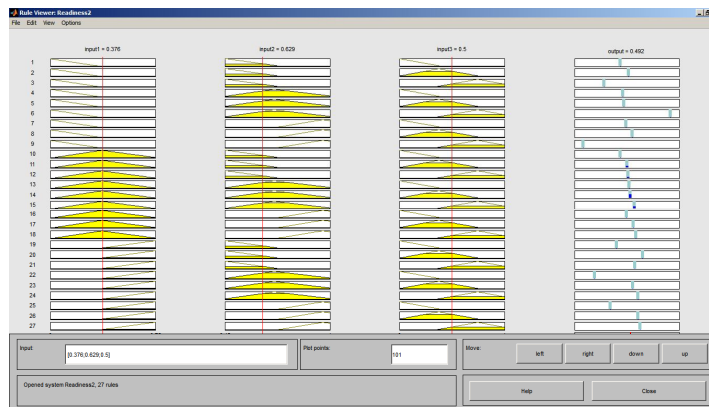 Rule Viewer: Readiness2
File Edit View Options
input1 = 0.376
input2 = 0.629
input3 = 0.5
output = 0.492
1
2
3
4
5
6
7
8
9
10
11
12
13
14
15
16
17
18
19
20
21
22
23
24
25
26
27
Input:
[0.376;0.629;0.5]
Plot points:
101
Move:
left
right
down
up
Opened system Readiness2, 27 rules
Help
Close